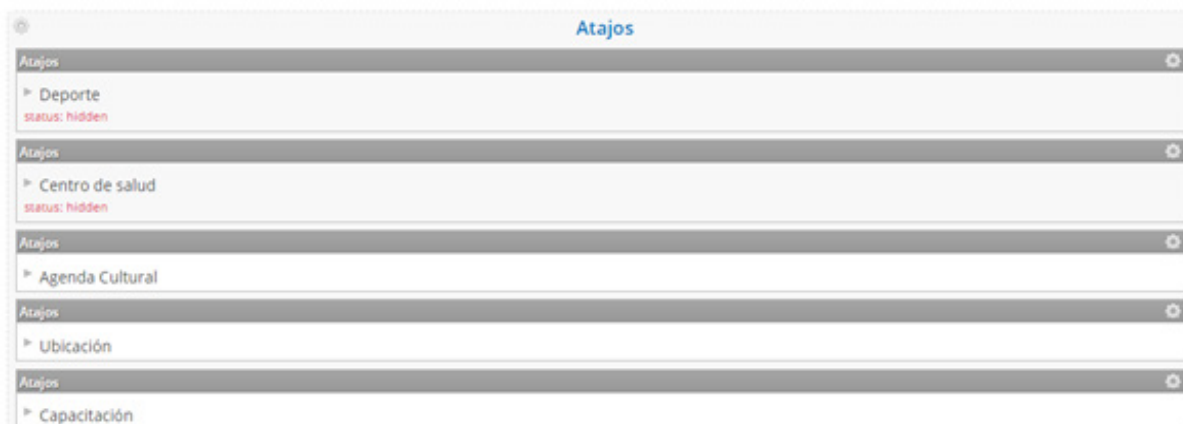 Atajos
Atajos
Deporte
status: hidden
Atajos
Centro de salud
status: hidden
Atajos
Agenda Cultural
Atajos
Ubicación
Atajos
Capacitación